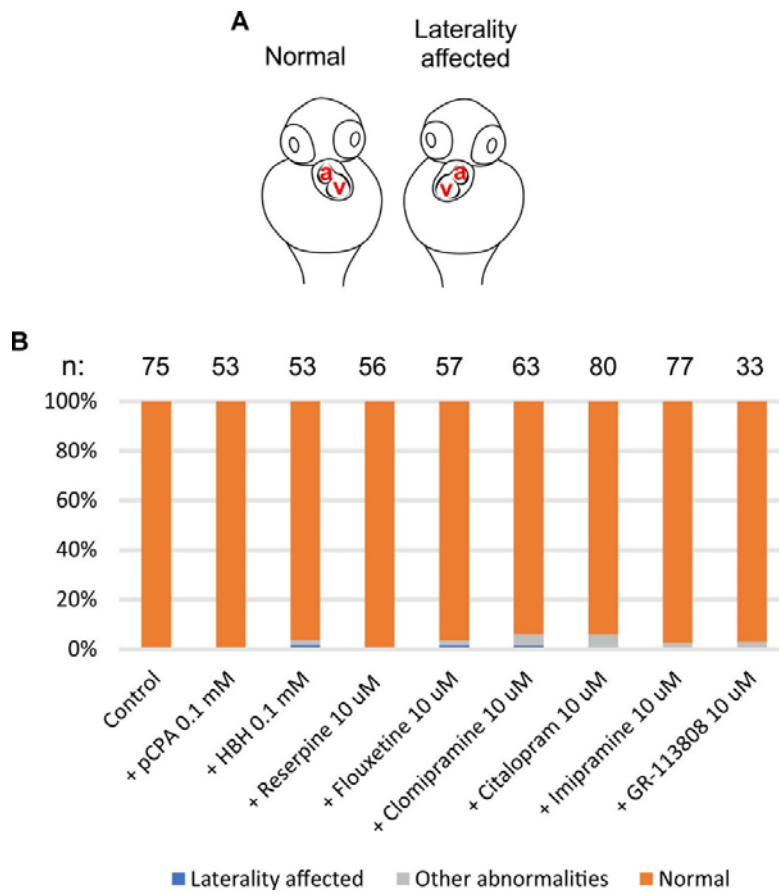 A
Normal
Laterality
affected
a
v
a
v
B
n: 75 53 53 56 57 63 80 77 33
100%
80%
60%
40%
20%
0%
Control
+ pCPA 0.1 mM
+ HBH 0.1 mM
+ Reserpine 10 uM
+ Flouxetine 10 uM
+ Clomipramine 10 uM
+ Citalopram 10 uM
+ Imipramine 10 uM
+ GR-113808 10 uM
Laterality affected Other abnormalities Normal